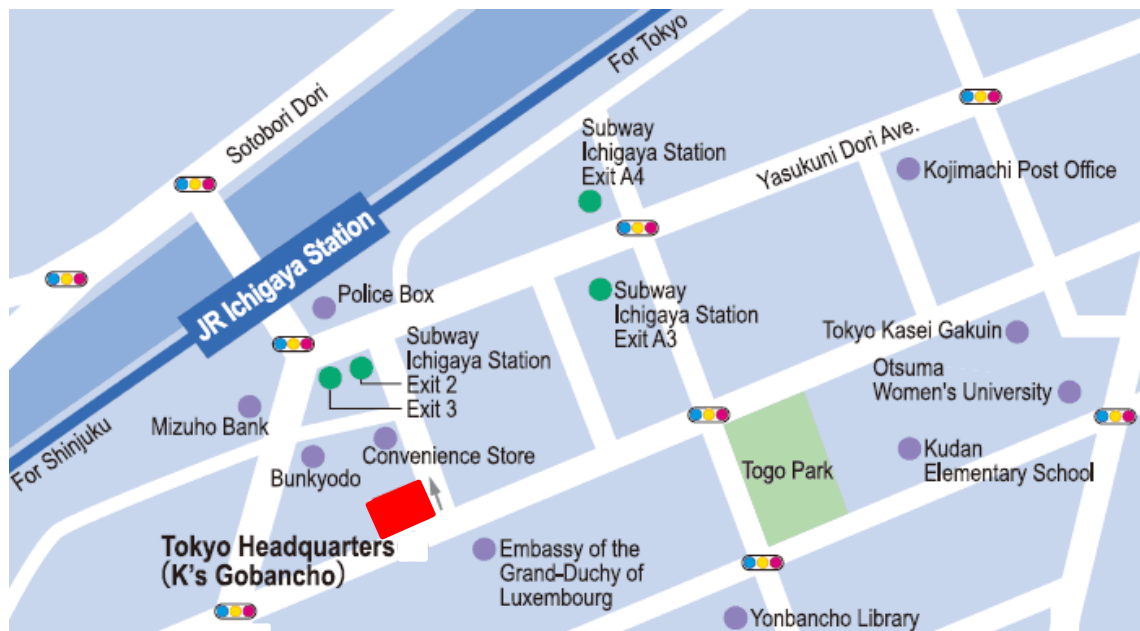 Sotobori Dori
For Tokyo
Subway
Ichigaya Station
Exit A4
Yasukuni Dori Ave.
Kojimachi Post Office
JR Ichigaya Station
Police Box
Subway
Ichigaya Station
Exit A3
Subway
Ichigaya Station
Exit 2
Exit 3
Tokyo Kasei Gakuin
Otsuma
Women's University
Mizuho Bank
For Shinjuku
Bunkyodo
Convenience Store
Togo Park
Kudan
Elementary School
Tokyo Headquarters
(K's Gobancho)
Embassy of the
Grand-Duchy of
Luxembourg
Yonbancho Library